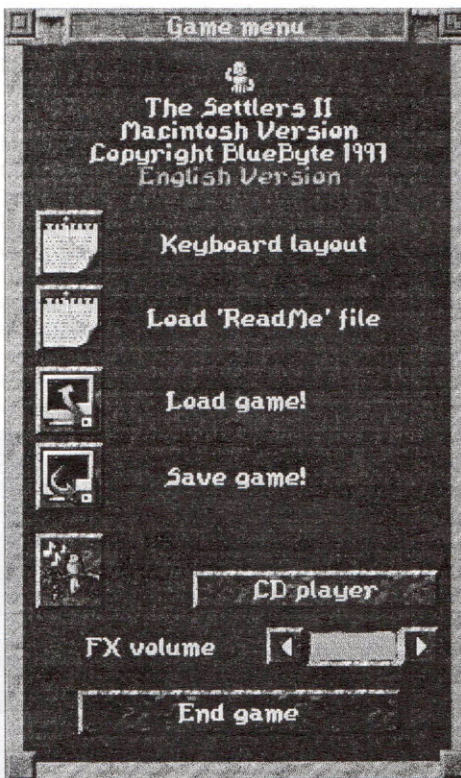 Game menu
The Settlers II
Macintosh Version
Copyright BlueByte 1997
English Version
Keyboard layout
Load 'ReadMe' file
Load game!
Save game!
CD player
FX volume
End game